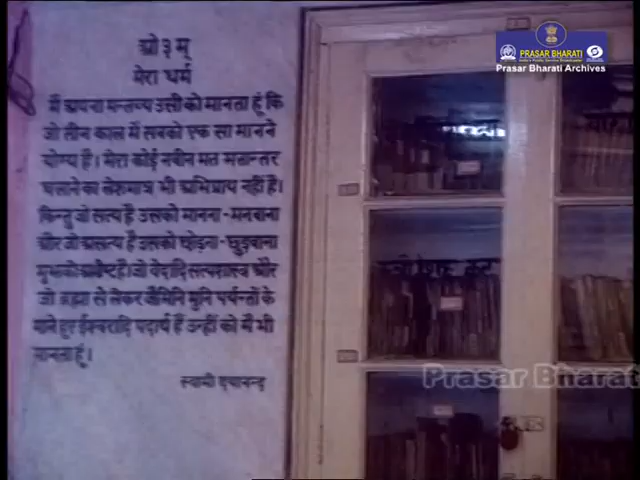 ओ३म्
मेरा धर्म
मैं अपना मन्तव्य उसी को मानता हूं कि
जो तीन काल में सबको एक सा मानने
योग्य है। मेरा कोई नवीन मत मतान्तर
चलाने का लेशमात्र भी अभिप्राय नहीं है।
किन्तु जो सत्य है उसको मानना - मनवाना
और जो असत्य है उसको छोड़ना - छुड़वाना
मुझको अभीष्ट है। जो वेदादि सत्यशास्त्र और
जो ब्रह्मा से लेकर जैमिनि मुनि पर्यन्तों के
माने हुए ईश्वरादि पदार्थ हैं उन्हीं को मैं भी
मानता हूं।
स्वामी दयानन्द
PRASAR BHARATI
Prasar Bharati Archives
Prasar Bharati